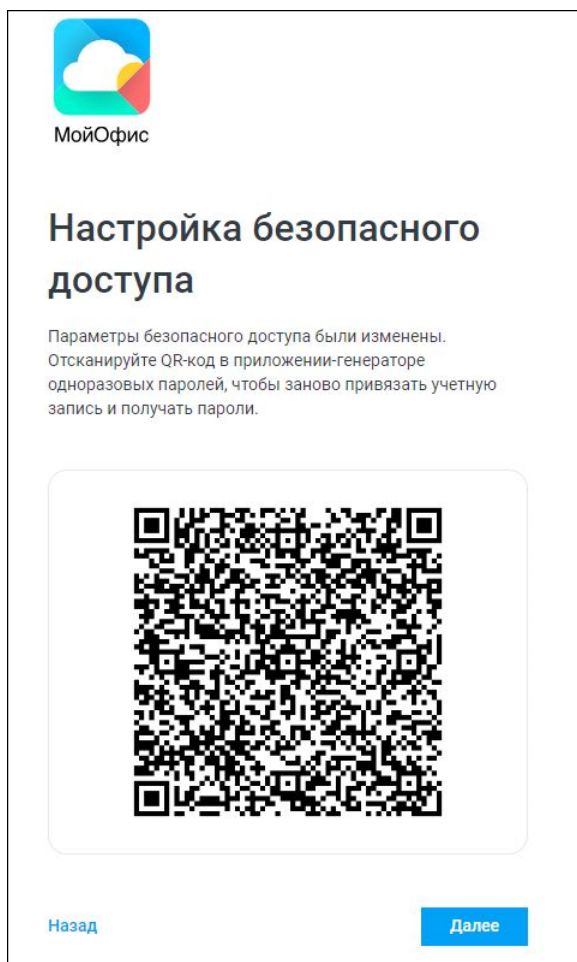 МойОфис
Настройка безопасного
доступа
Параметры безопасного доступа были изменены.
Отсканируйте QR-код в приложении-генераторе
одноразовых паролей, чтобы заново привязать учетную
запись и получать пароли.
Назад
Далее